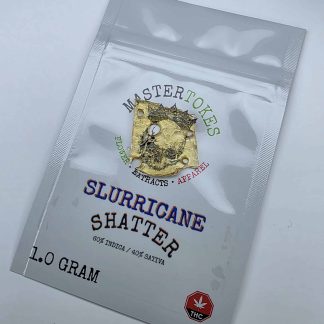 MASTERTOKES
FLOWER • EXTRACTS • APPAREL
SLURRICANE
SHATTER
60% INDICA / 40% SATIVA
1.0 GRAM
THC